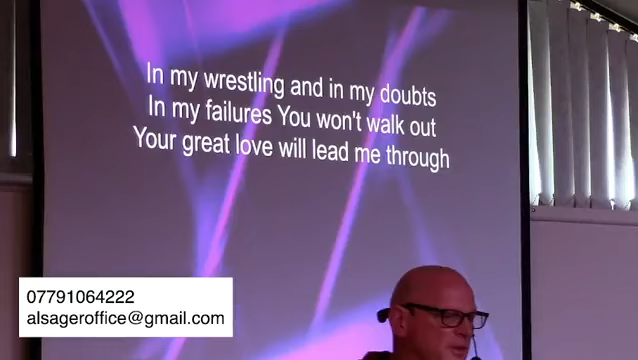 In my wrestling and in my doubts
In my failures You won't walk out
Your great love will lead me through
07791064222
alsageroffice@gmail.com